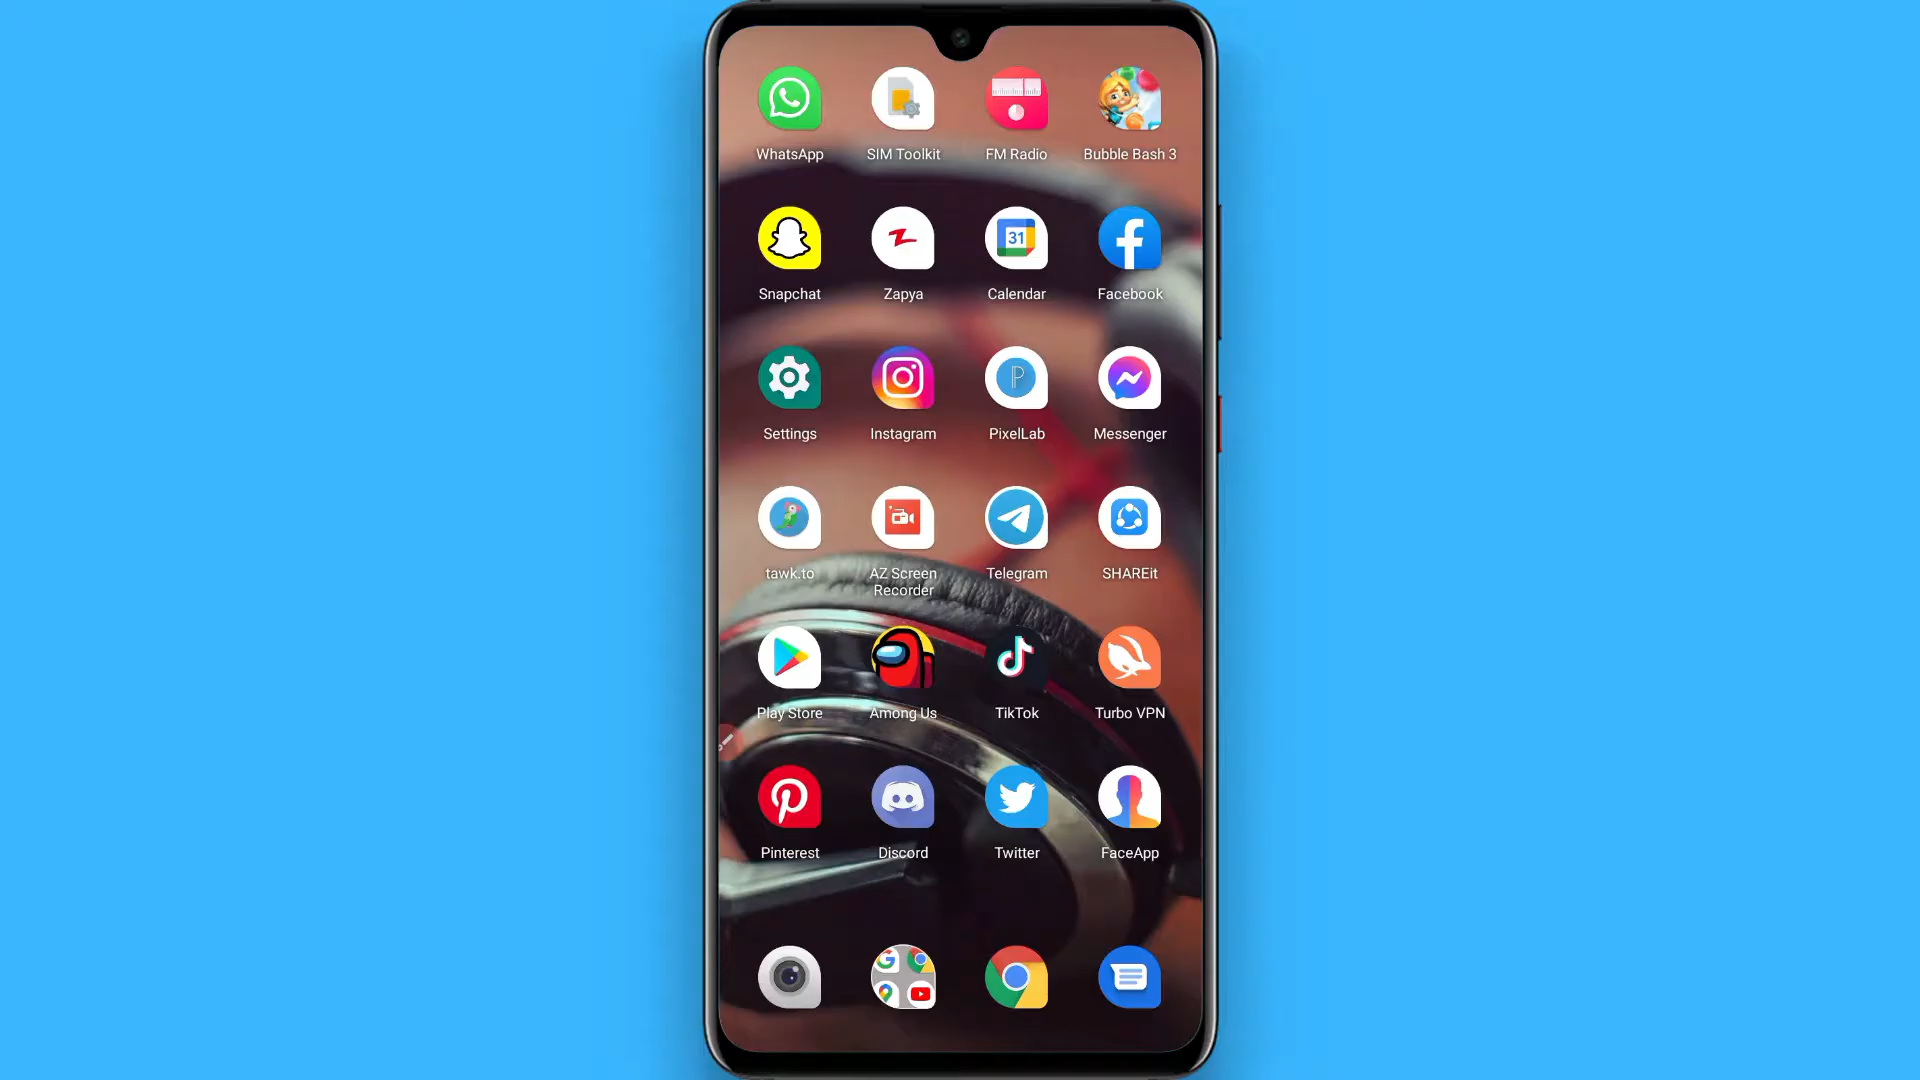 WhatsApp SIM Toolkit FM Radio Bubble Bash 3
31
Snapchat Zapya Calendar Facebook
P
Settings Instagram PixelLab Messenger
tawk.to AZ Screen Telegram SHAREit
Recorder
Play Store Among Us TikTok Turbo VPN
Pinterest Discord Twitter FaceApp